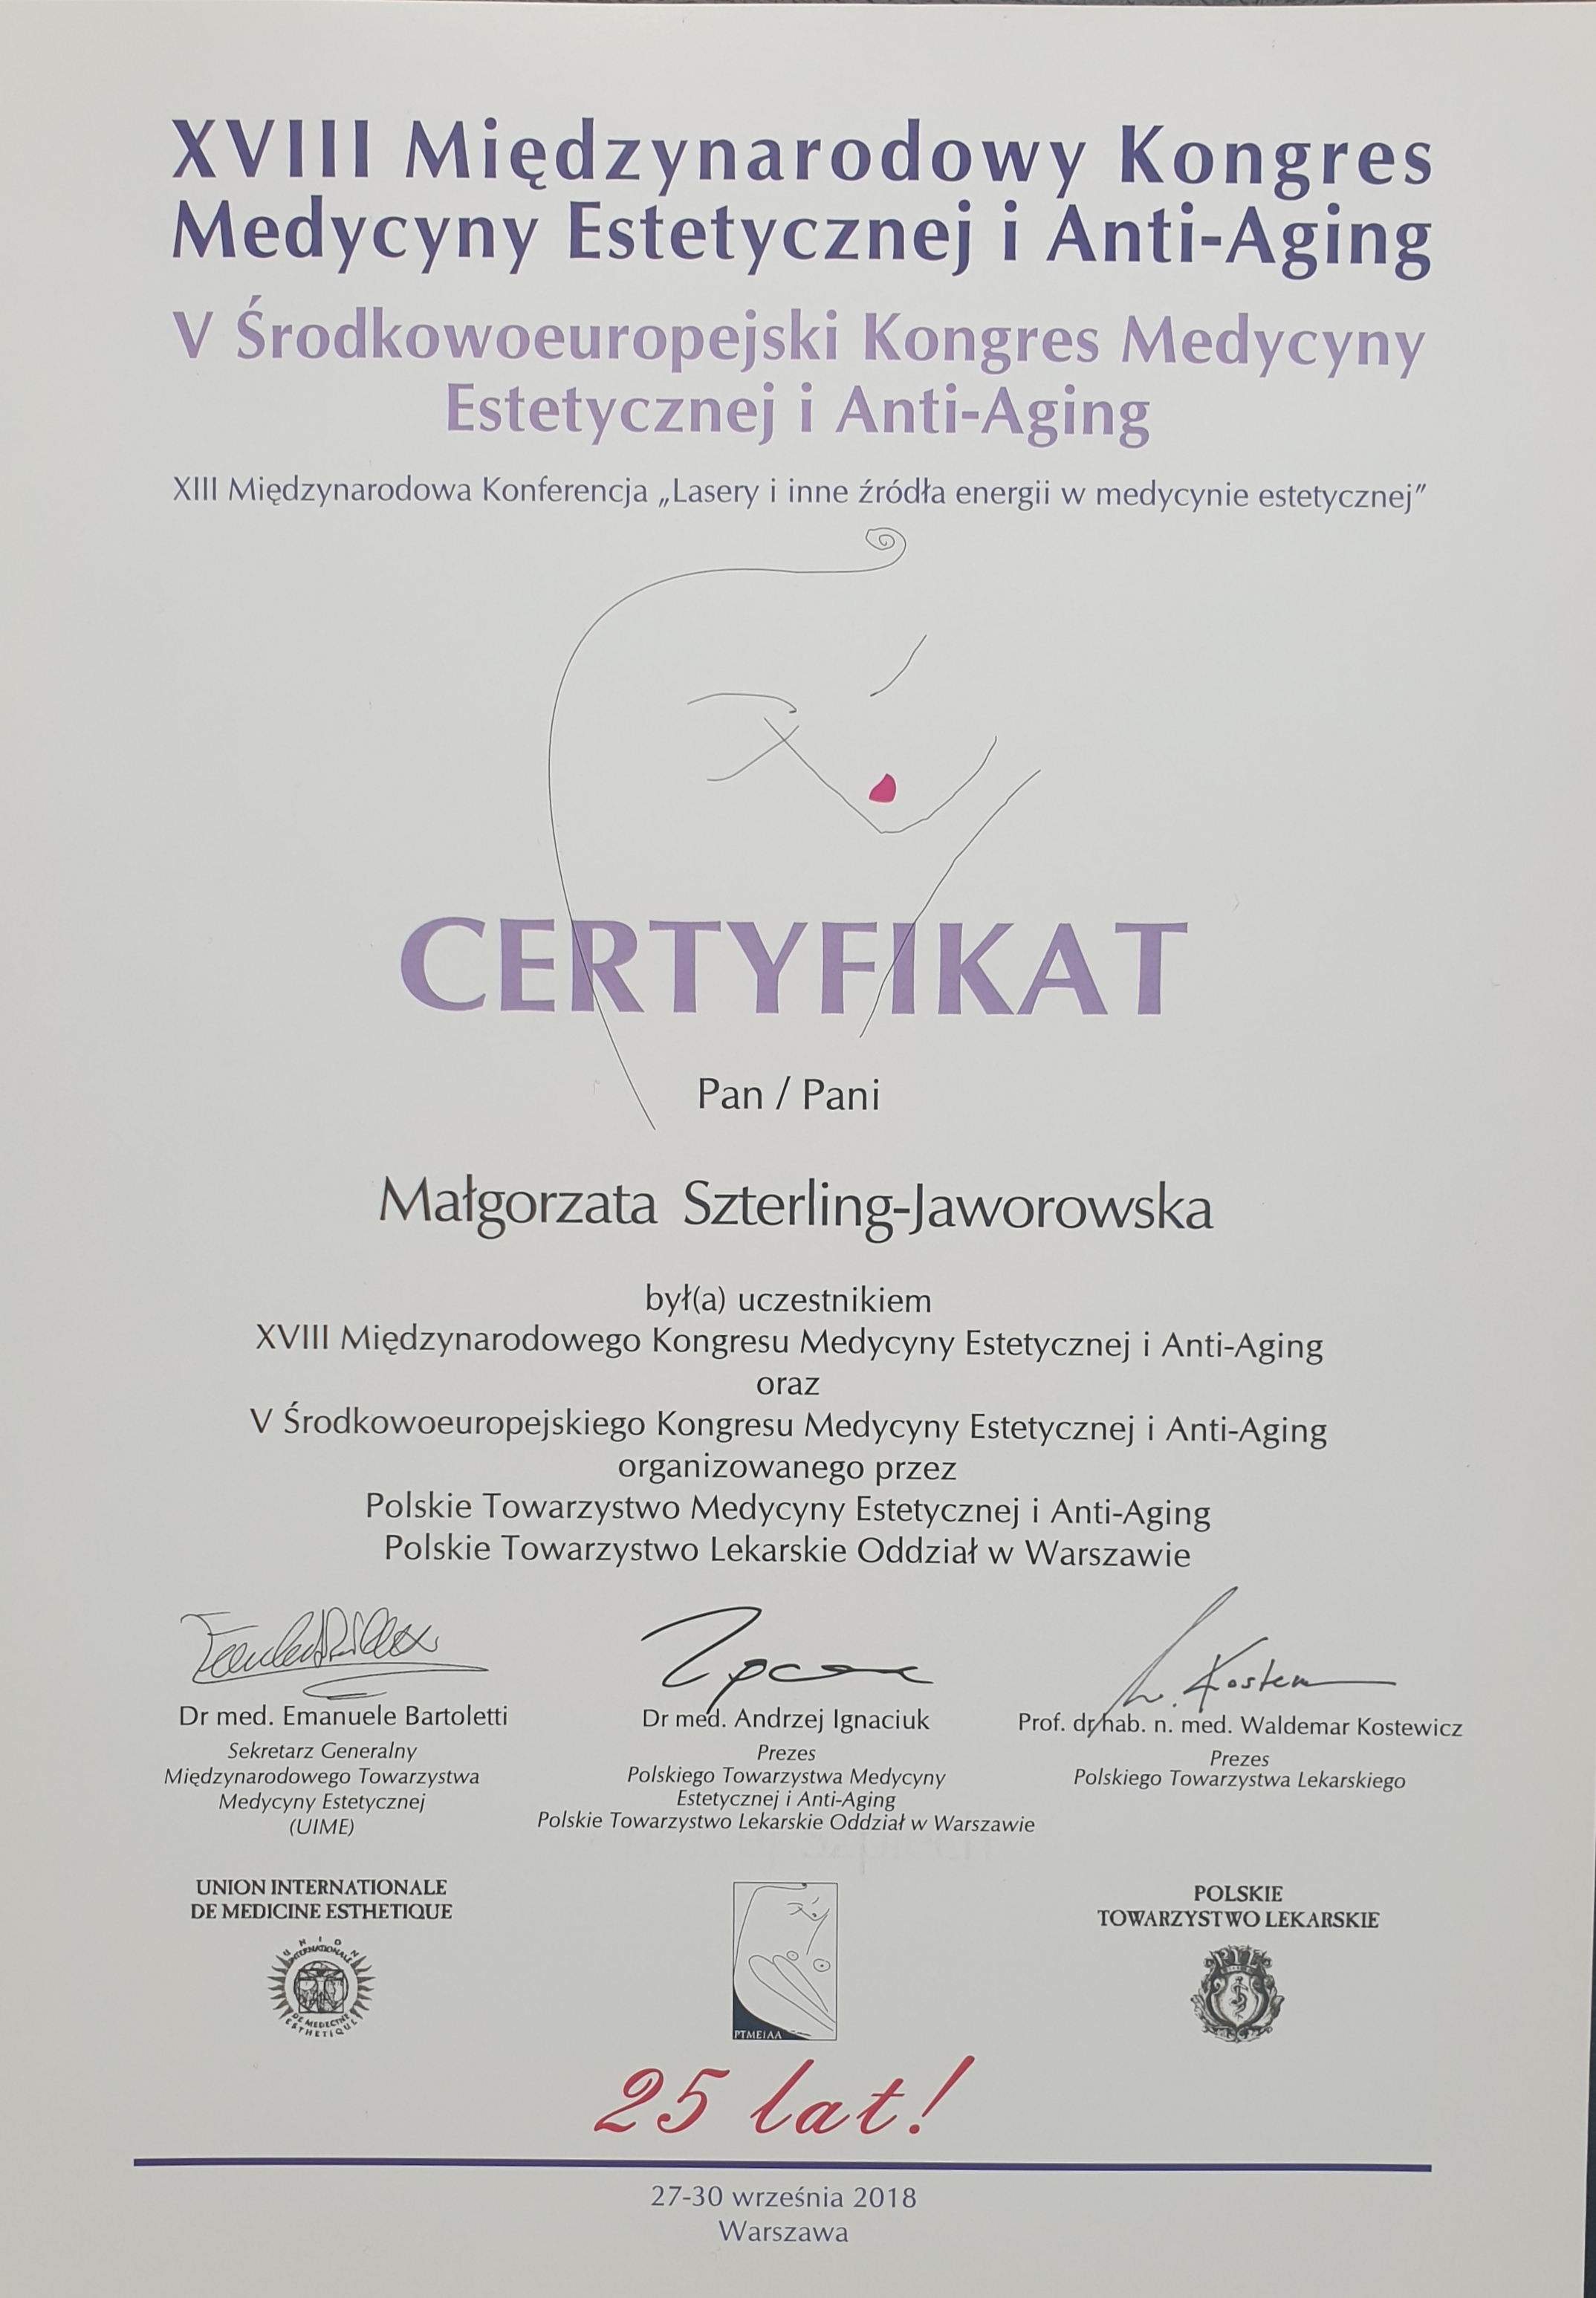 XVIII Międzynarodowy Kongres
Medycyny Estetycznej i Anti-Aging
V Środkowoeuropejski Kongres Medycyny
Estetycznej i Anti-Aging
XIII Międzynarodowa Konferencja „Lasery i inne źródła energii w medycynie estetycznej”
CERTYFIKAT
Pan / Pani
Małgorzata Szterling-Jaworowska
był(a) uczestnikiem
XVIII Międzynarodowego Kongresu Medycyny Estetycznej i Anti-Aging
oraz
V Środkowoeuropejskiego Kongresu Medycyny Estetycznej i Anti-Aging
organizowanego przez
Polskie Towarzystwo Medycyny Estetycznej i Anti-Aging
Polskie Towarzystwo Lekarskie Oddział w Warszawie
Dr med. Emanuele Bartoletti
Sekretarz Generalny
Międzynarodowego Towarzystwa
Medycyny Estetycznej
(UIME)
Dr med. Andrzej Ignaciuk
Prezes
Polskiego Towarzystwa Medycyny
Estetycznej i Anti-Aging
Polskie Towarzystwo Lekarskie Oddział w Warszawie
Prof. dr hab. n. med. Waldemar Kostewicz
Prezes
Polskiego Towarzystwa Lekarskiego
UNION INTERNATIONALE
DE MEDICINE ESTHETIQUE
UNION
INTERNATIONALE
DE MEDECINE
ESTHETIQUE
PTMEIAA
POLSKIE
TOWARZYSTWO LEKARSKIE
25 lat!
27-30 września 2018
Warszawa